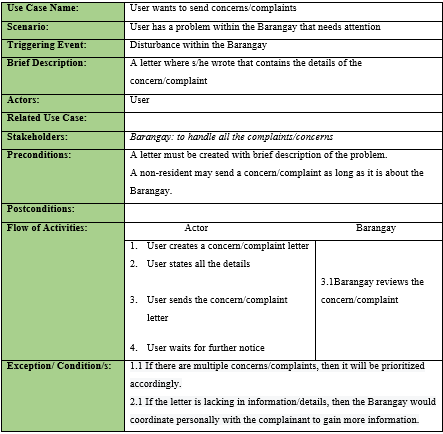 Use Case Name: User wants to send concerns/complaints
Scenario: User has a problem within the Barangay that needs attention
Triggering Event: Disturbance within the Barangay
Brief Description: A letter where s/he wrote that contains the details of the
concern/complaint
Actors: User
Related Use Case:
Stakeholders: Barangay: to handle all the complaints/concerns
Preconditions: A letter must be created with brief description of the problem.
A non-resident may send a concern/complaint as long as it is about the
Barangay.
Postconditions:
Flow of Activities: Actor Barangay
1. User creates a concern/complaint letter
2. User states all the details
3. User sends the concern/complaint
letter
4. User waits for further notice
3.1Barangay reviews the
concern/complaint
Exception/ Condition/s: 1.1 If there are multiple concerns/complaints, then it will be prioritized
accordingly.
2.1 If the letter is lacking in information/details, then the Barangay would
coordinate personally with the complainant to gain more information.